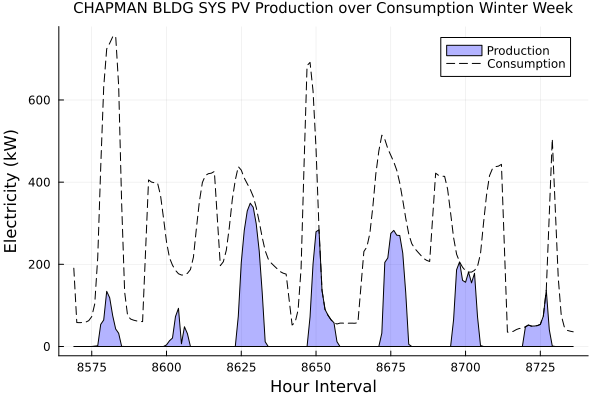 CHAPMAN BLDG SYS PV Production over Consumption Winter Week
Production
Consumption
Electricity (kW)
600
400
200
0
8575 8600 8625 8650 8675 8700 8725
Hour Interval